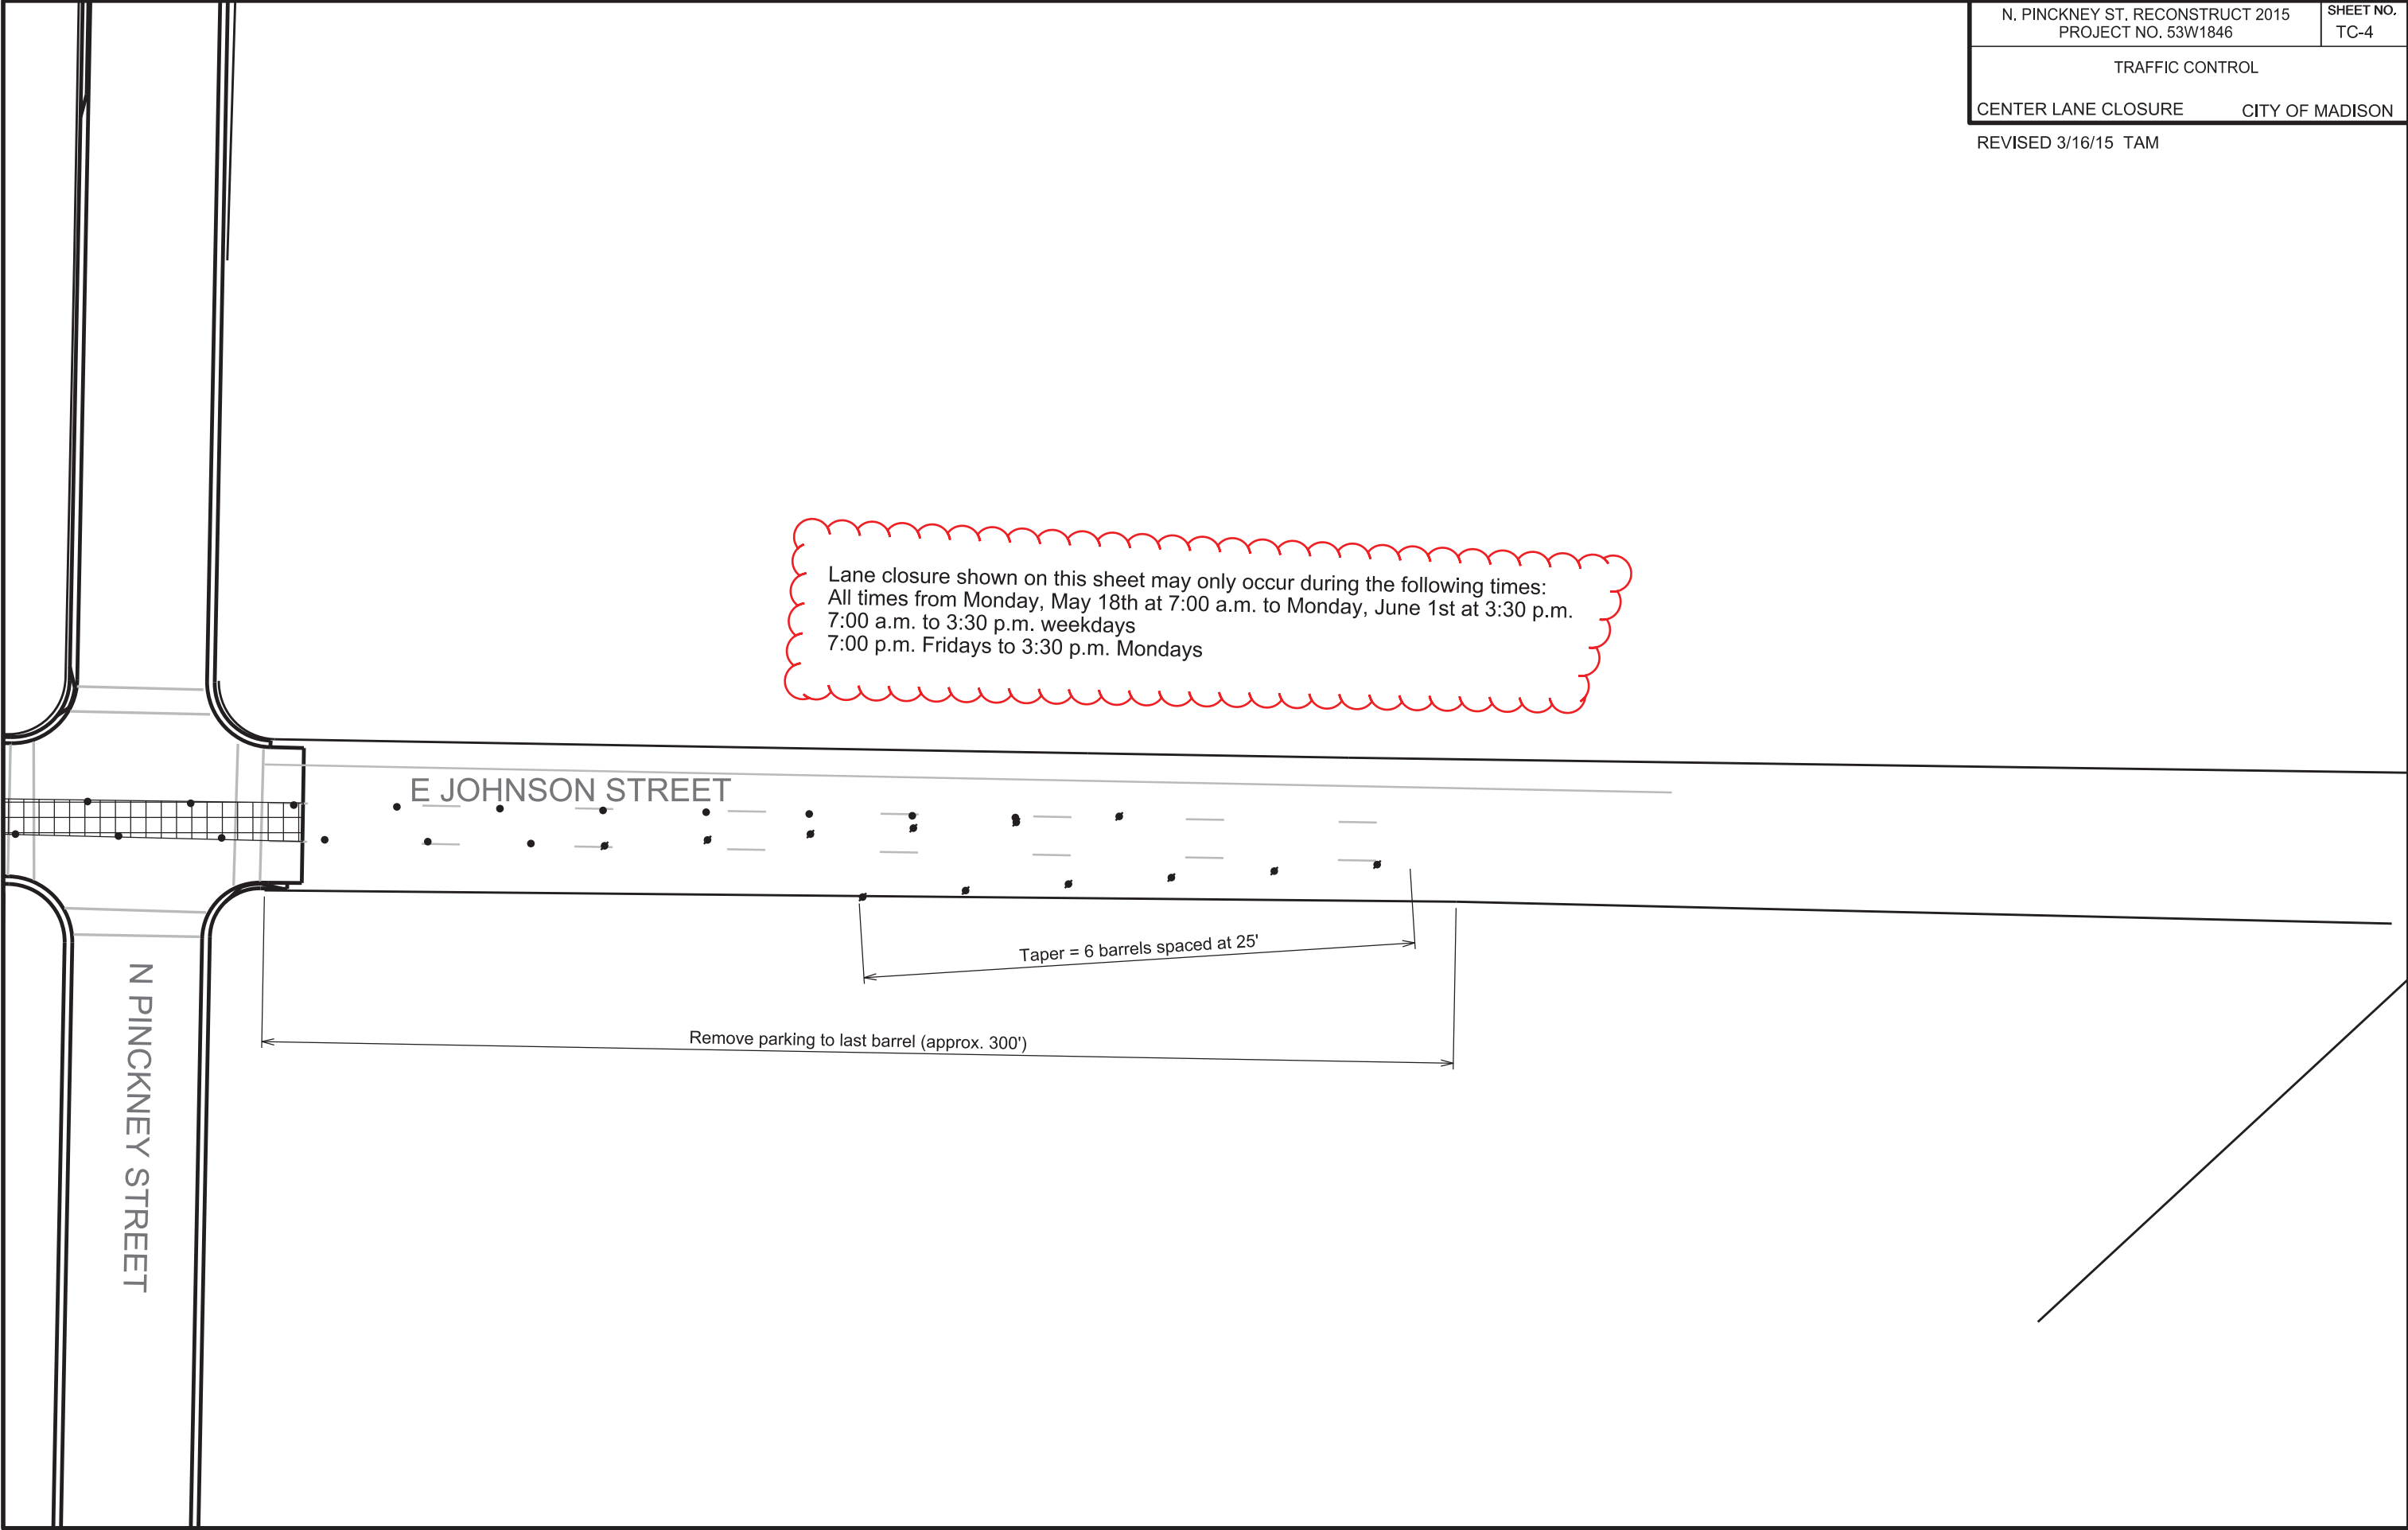 N. PINCKNEY ST. RECONSTRUCT 2015
PROJECT NO. 53W1846
SHEET NO.
TC-4
TRAFFIC CONTROL
CENTER LANE CLOSURE
CITY OF MADISON
REVISED 3/16/15 TAM
Lane closure shown on this sheet may only occur during the following times:
All times from Monday, May 18th at 7:00 a.m. to Monday, June 1st at 3:30 p.m.
7:00 a.m. to 3:30 p.m. weekdays
7:00 p.m. Fridays to 3:30 p.m. Mondays
E JOHNSON STREET
Taper = 6 barrels spaced at 25'
Remove parking to last barrel (approx. 300')
N PINCKNEY STREET